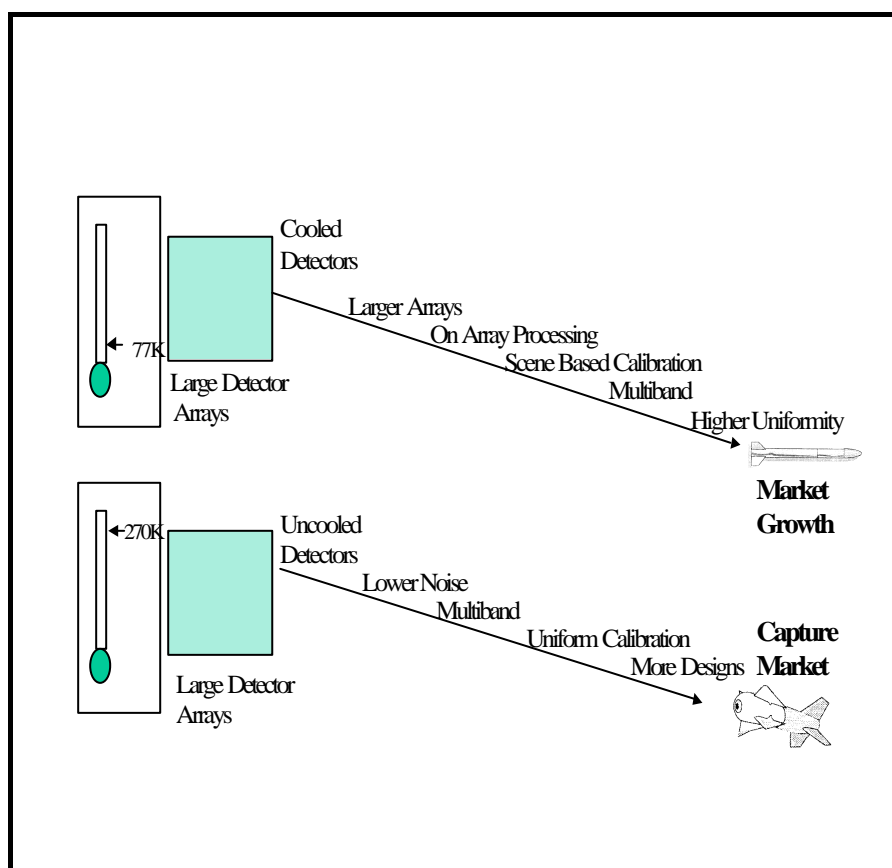 Cooled
Detectors
77K
Large Detector
Arrays
Larger Arrays
On Array Processing
Scene Based Calibration
Multiband
Higher Uniformity
Market
Growth
270K
Uncooled
Detectors
Large Detector
Arrays
Lower Noise
Multiband
Uniform Calibration
More Designs
Capture
Market